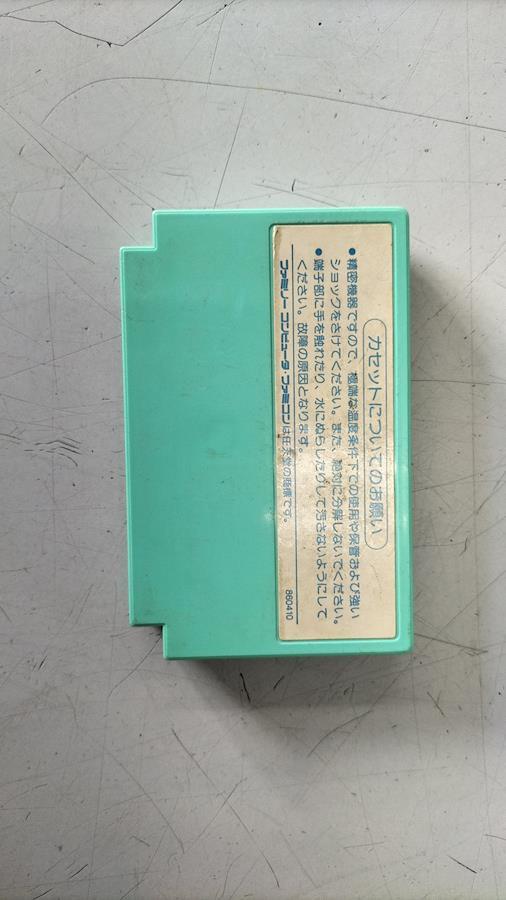 カセットについてのお願い
●精密機器ですので、極端な温度条件下での使用や保管および強い
ショックをさけてください。また、絶対に分解しないでください。
●端子部に手を触れたり、水にぬらしたりして汚さないようにして
ください。故障の原因となります。
ファミリーコンピュータ・ファミコンは任天堂の商標です。
860410